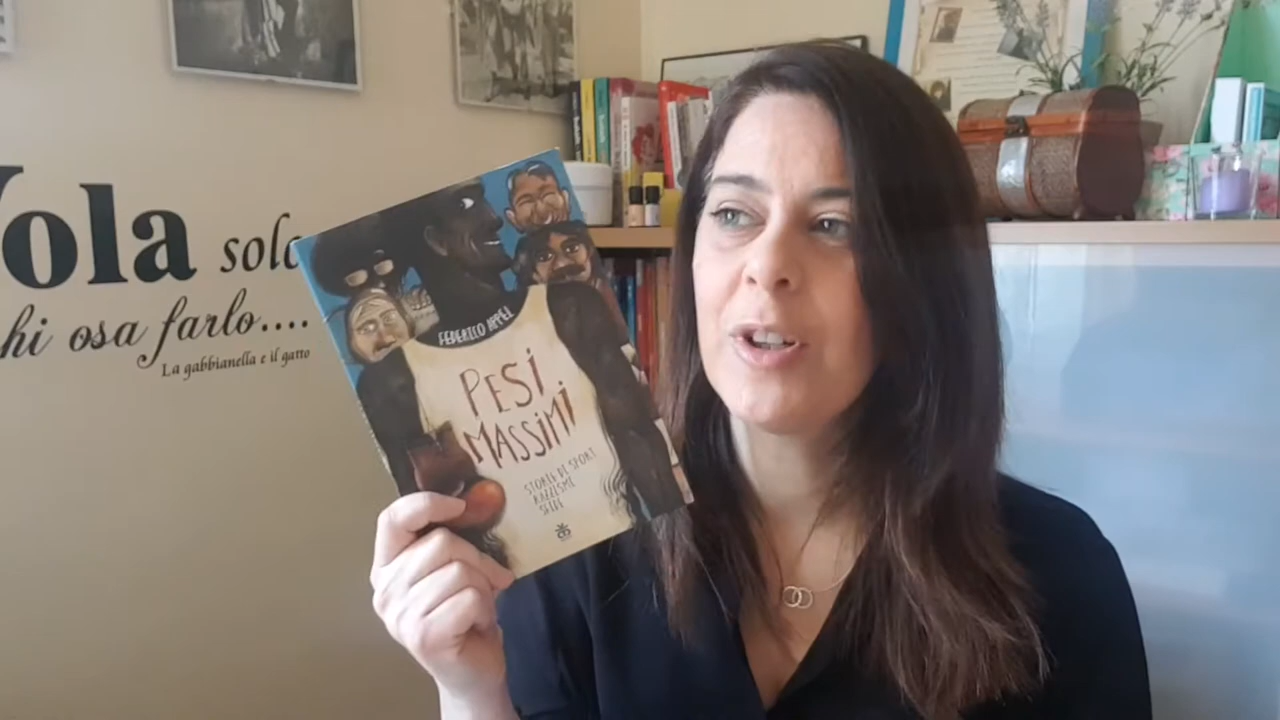 Vola solo
chi osa farlo....
La gabbianella e il gatto
FEDERICO APPEL
PESI
MASSIMI
STORIE DI SPORT
RAZZISMI
SFIDE